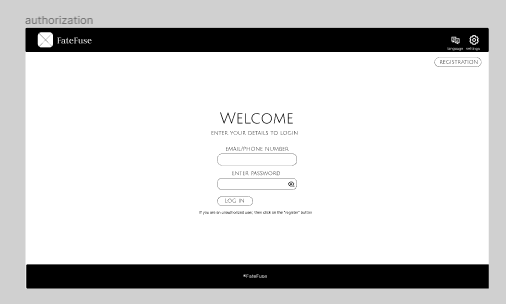 authorization
FateFuse
language settings
REGISTRATION
WELCOME
ENTER YOUR DETAILS TO LOGIN
EMAIL/PHONE NUMBER
ENTER PASSWORD
LOG IN
If you are an unauthorized user, then click on the "register" button
©FateFuse